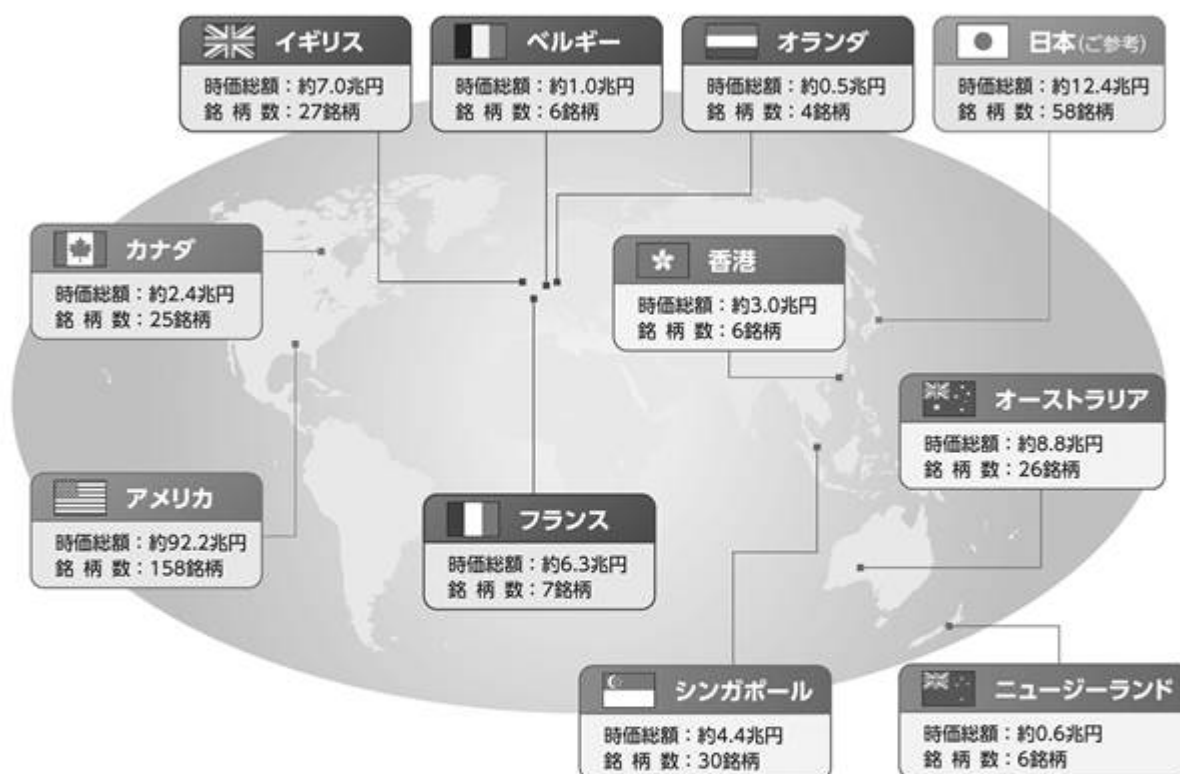 イギリス
時価総額：約7.0兆円
銘柄数：27銘柄
ベルギー
時価総額：約1.0兆円
銘柄数：6銘柄
オランダ
時価総額：約0.5兆円
銘柄数：4銘柄
日本(ご参考)
時価総額：約12.4兆円
銘柄数：58銘柄
カナダ
時価総額：約2.4兆円
銘柄数：25銘柄
香港
時価総額：約3.0兆円
銘柄数：6銘柄
オーストラリア
時価総額：約8.8兆円
銘柄数：26銘柄
アメリカ
時価総額：約92.2兆円
銘柄数：158銘柄
フランス
時価総額：約6.3兆円
銘柄数：7銘柄
シンガポール
時価総額：約4.4兆円
銘柄数：30銘柄
ニュージーランド
時価総額：約0.6兆円
銘柄数：6銘柄